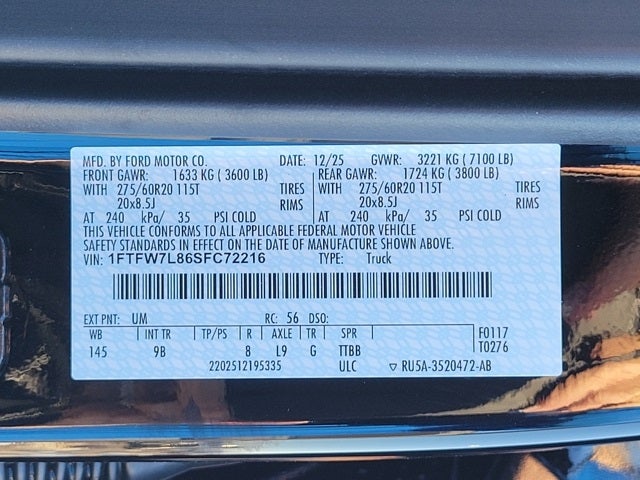 MFD. BY FORD MOTOR CO. DATE: 12/25 GVWR: 3221 KG ( 7100 LB)
FRONT GAWR: 1633 KG ( 3600 LB) REAR GAWR: 1724 KG ( 3800 LB)
WITH 275/60R20 115T TIRES WITH 275/60R20 115T TIRES
20x8.5J RIMS 20x8.5J RIMS
AT 240 kPa/ 35 PSI COLD AT 240 kPa/ 35 PSI COLD
THIS VEHICLE CONFORMS TO ALL APPLICABLE FEDERAL MOTOR VEHICLE
SAFETY STANDARDS IN EFFECT ON THE DATE OF MANUFACTURE SHOWN ABOVE.
VIN: 1FTFW7L86SFC72216 TYPE: Truck
EXT PNT: UM RC: 56 DSO: F0117
WB INT TR TP/PS R AXLE TR SPR T0276
145 9B 8 L9 G TTBB
2202512195335 ULC ▽ RU5A-3520472-AB